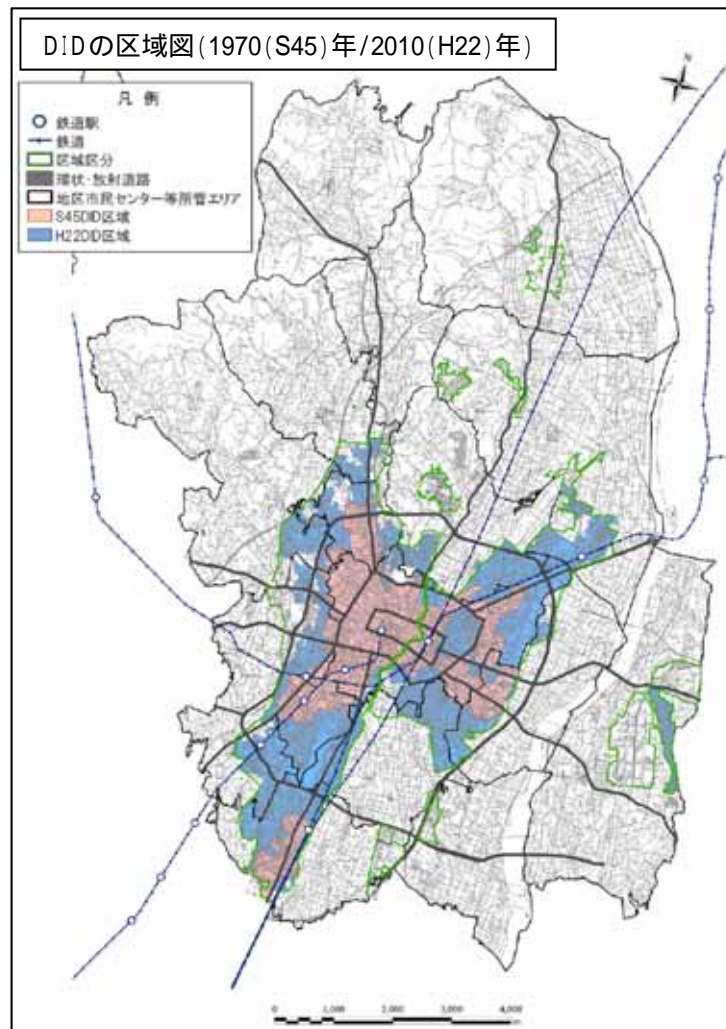 DIDの区域図(1970(S45)年/2010(H22)年)
N
凡 例
鉄道駅
鉄道
区域区分
環状・放射道路
地区市民センター等所管エリア
S45DID区域
H22DID区域
0 1,000 2,000 3,000 4,000